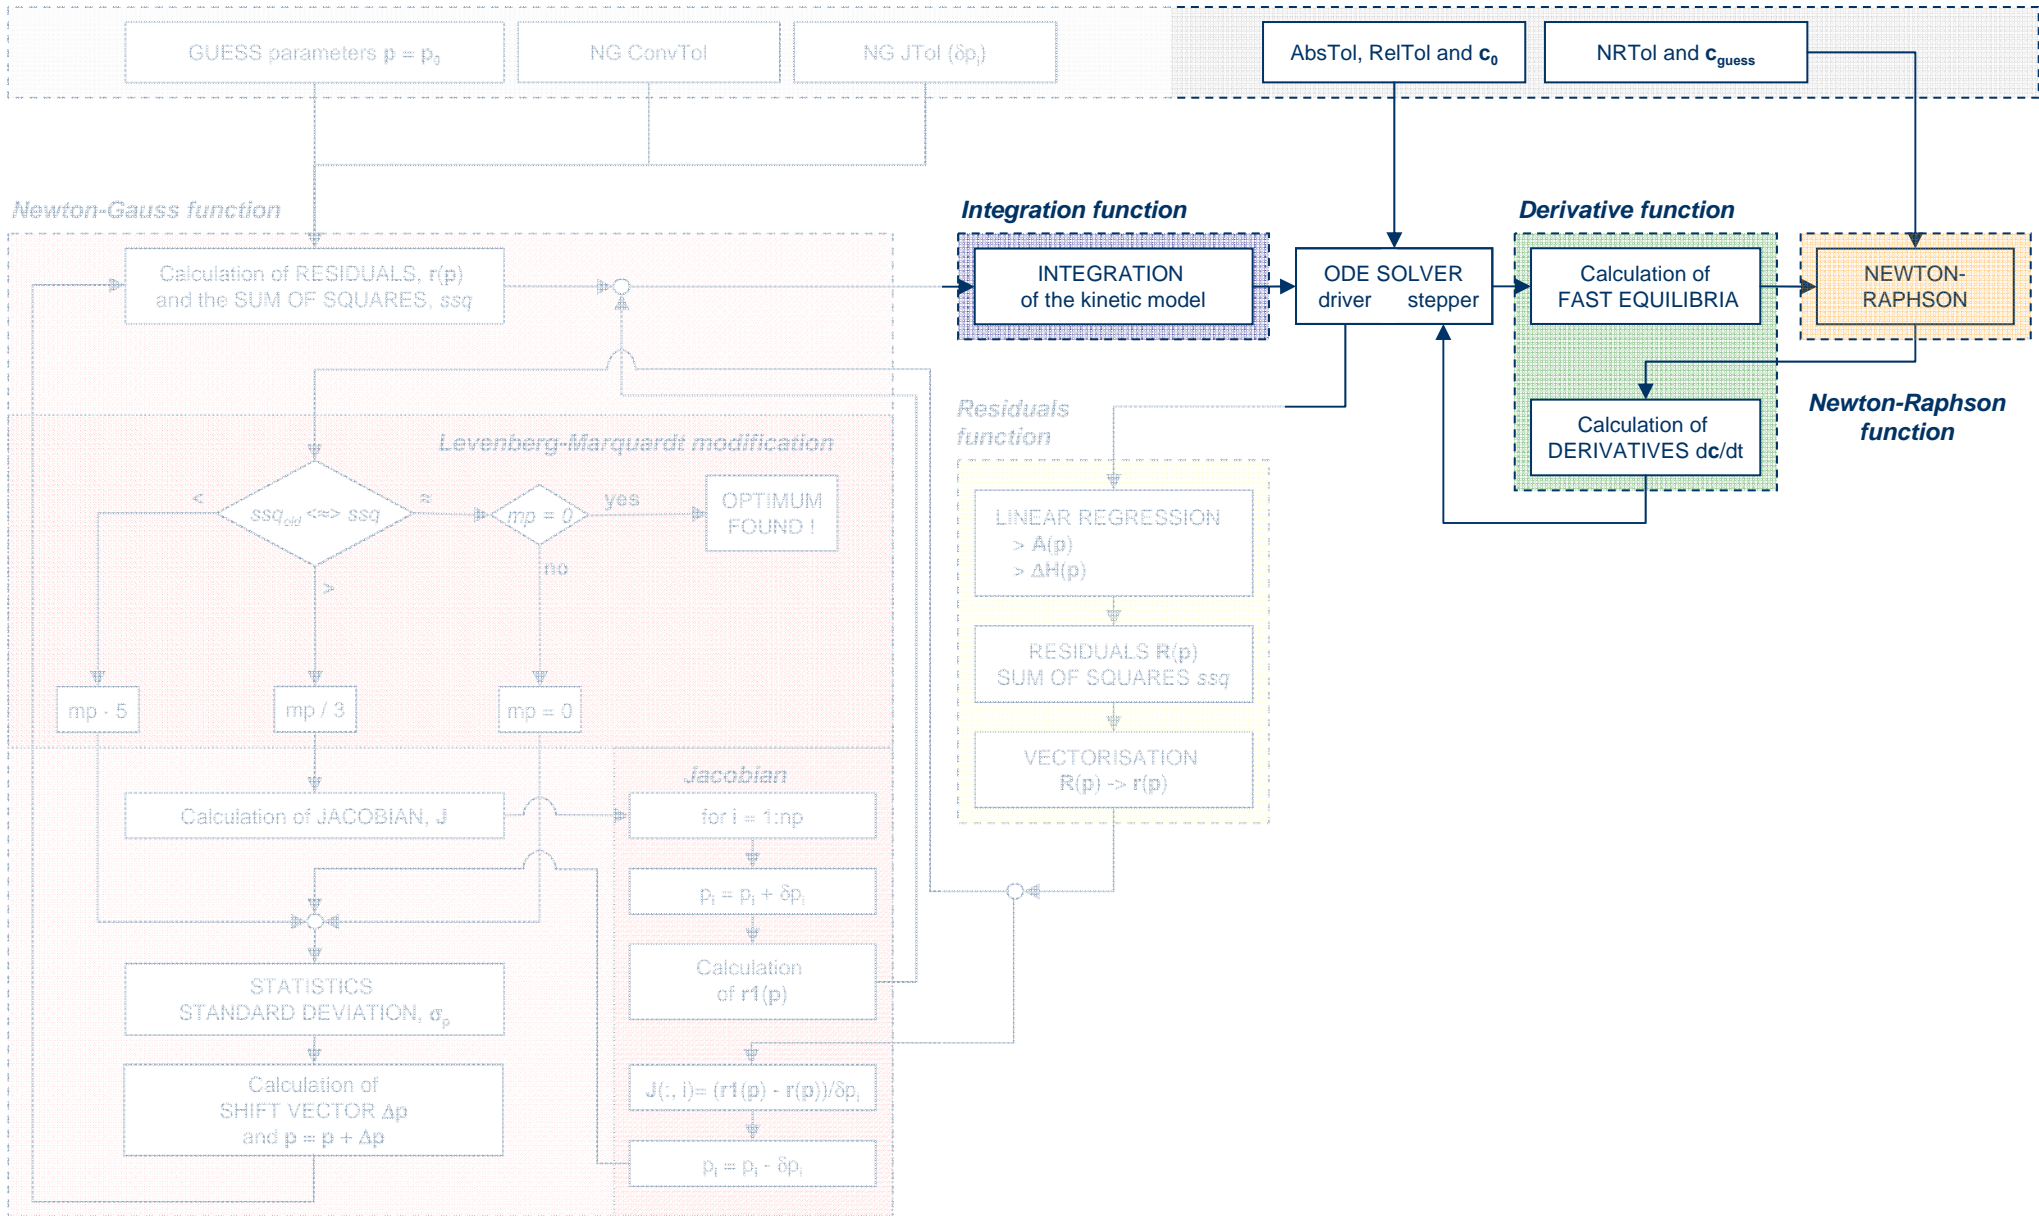 GUESS parameters p = p0
NG ConvTol
NG JTol (δpi)
AbsTol, RelTol and c0
NRTol and cguess
Newton-Gauss function
Calculation of RESIDUALS, r(p)
and the SUM OF SQUARES, ssq
Integration function
INTEGRATION
of the kinetic model
ODE SOLVER
driver stepper
Derivative function
Calculation of
FAST EQUILIBRIA
NEWTON-
RAPHSON
Calculation of
DERIVATIVES dc/dt
Newton-Raphson
function
Levenberg-Marquardt modification
<
ssqold <=> ssq
≈
mp = 0
yes
OPTIMUM
FOUND !
no
>
mp · 5
mp / 3
mp = 0
Residuals
function
LINEAR REGRESSION
> A(p)
> ΔH(p)
RESIDUALS R(p)
SUM OF SQUARES ssq
VECTORISATION
R(p) -> r(p)
Calculation of JACOBIAN, J
Jacobian
for i = 1:np
pi = pi + δpi
Calculation
of r1(p)
J(:, i)= (r1(p) - r(p))/δpi
pi = pi - δpi
STATISTICS
STANDARD DEVIATION, σp
Calculation of
SHIFT VECTOR Δp
and p = p + Δp